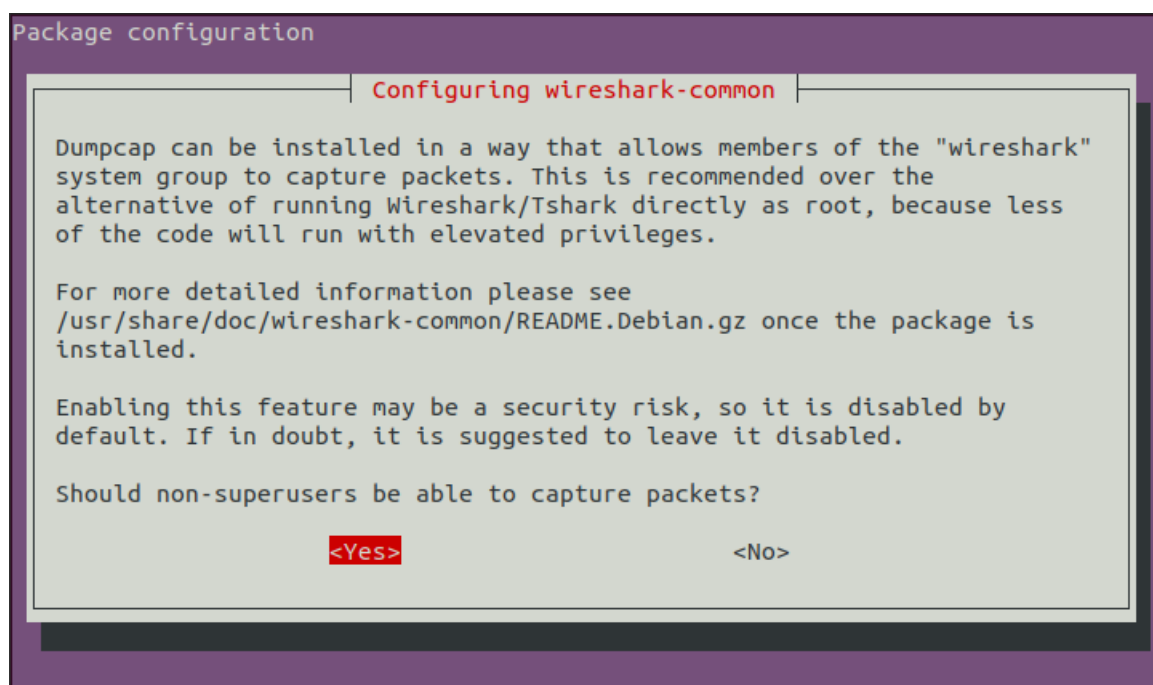 Package configuration
Configuring wireshark-common
Dumpcap can be installed in a way that allows members of the "wireshark"
system group to capture packets. This is recommended over the
alternative of running Wireshark/Tshark directly as root, because less
of the code will run with elevated privileges.
For more detailed information please see
/usr/share/doc/wireshark-common/README.Debian.gz once the package is
installed.
Enabling this feature may be a security risk, so it is disabled by
default. If in doubt, it is suggested to leave it disabled.
Should non-superusers be able to capture packets?
<Yes> <No>